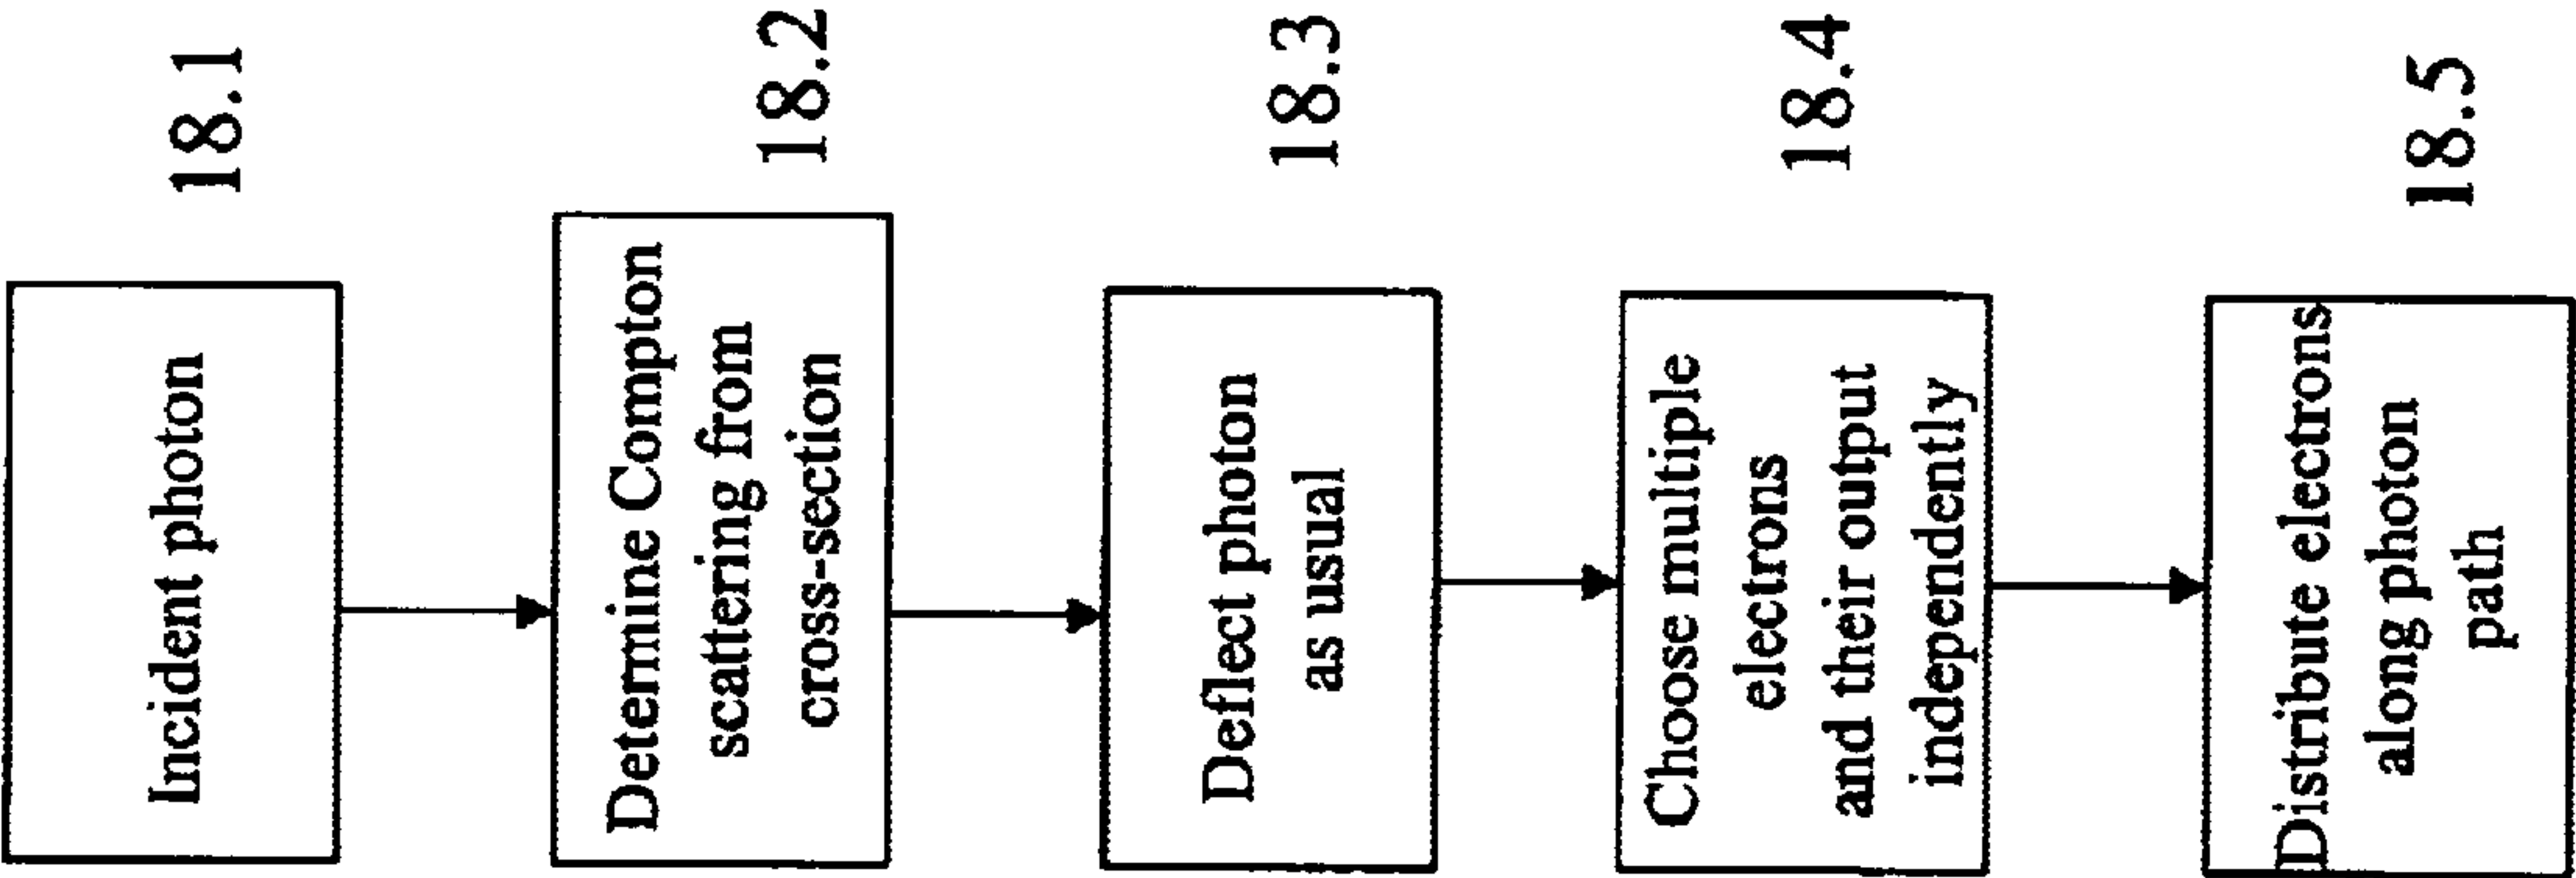 Incident photon
18.1
Determine Compton
scattering from
cross-section
18.2
Deflect photon
as usual
18.3
Choose multiple
electrons
and their output
independently
18.4
Distribute electrons
along photon
path
18.5